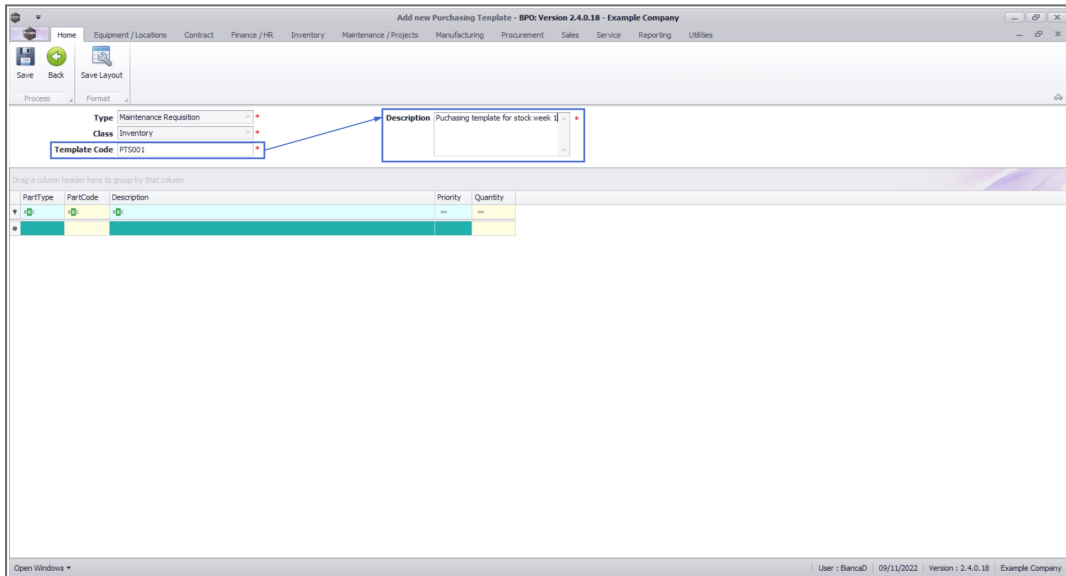 Add new Purchasing Template - BPO: Version 2.4.0.18 - Example Company
Home Equipment / Locations Contract Finance / HR Inventory Maintenance / Projects Manufacturing Procurement Sales Service Reporting Utilities
Save Back Save Layout
Process Format
Type Maintenance Requisition *
Class Inventory *
Template Code PTS001 *
Description Puchasing template for stock week 1 *
Drag a column header here to group by that column
PartType PartCode Description Priority Quantity
Open Windows User : BiancaD 09/11/2022 Version : 2.4.0.18 Example Company